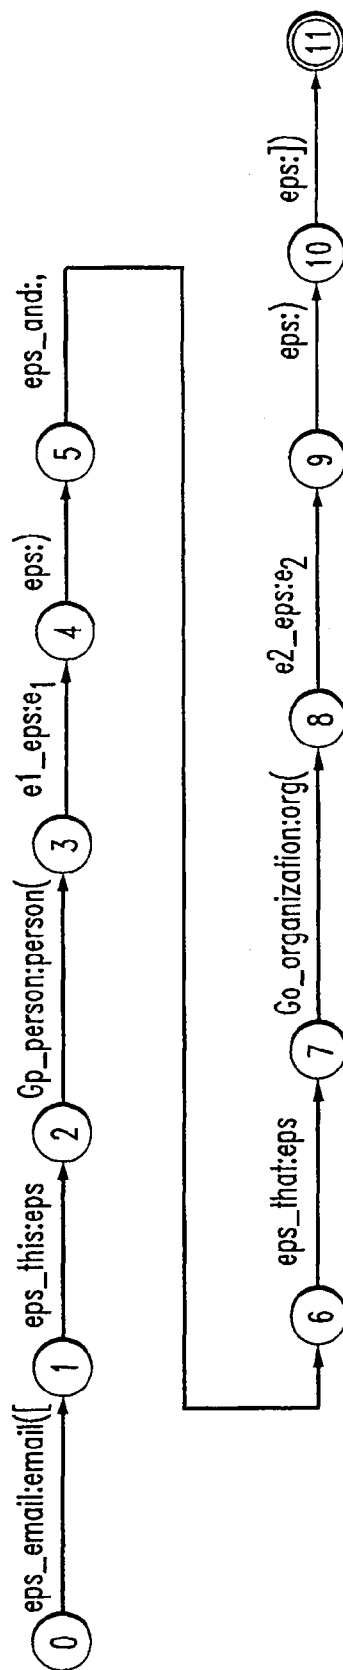 0 eps_email:email([ 1 eps_this:eps 2 Gp_person:person( 3 e1_eps:e₁ 4 eps:) 5 eps_and:,
6 eps_that:eps 7 Go_organization:org( 8 e2_eps:e₂ 9 eps:) 10 eps:]) 11